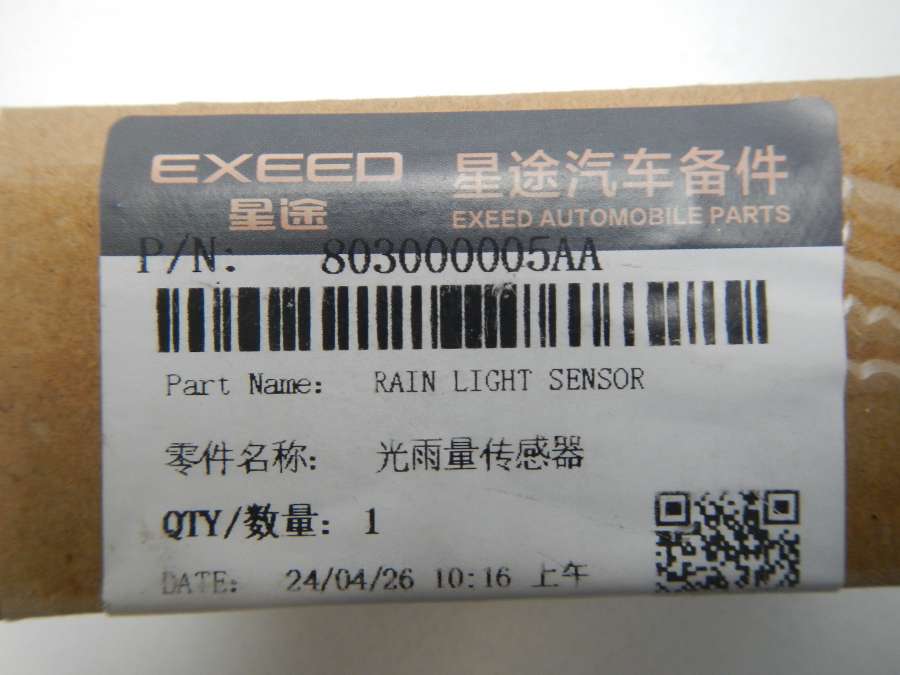 EXEED 星途汽车备件
星途 EXEED AUTOMOBILE PARTS
P/N: 803000005AA
Part Name: RAIN LIGHT SENSOR
零件名称: 光雨量传感器
QTY/数量: 1
DATE: 24/04/26 10:16 上午